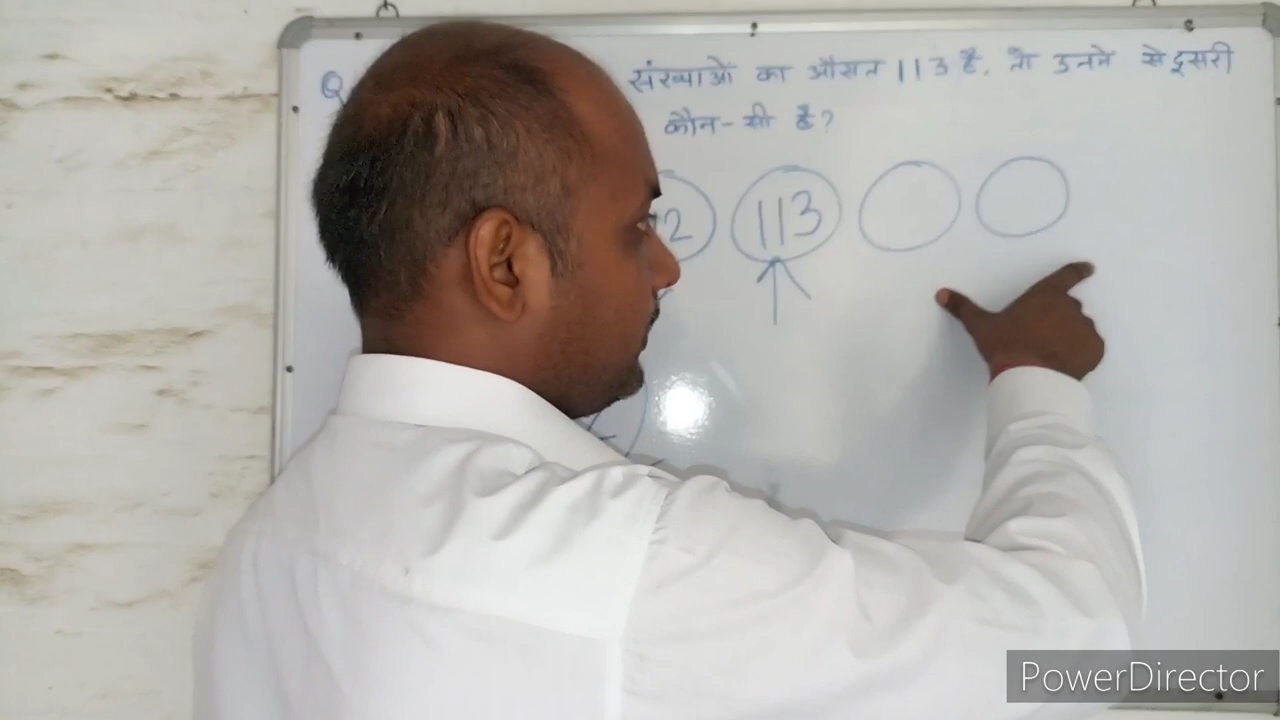 Q संख्याओं का औसत 113 है, तो उनमे से दूसरी
कौन-सी है?
2 113
PowerDirector